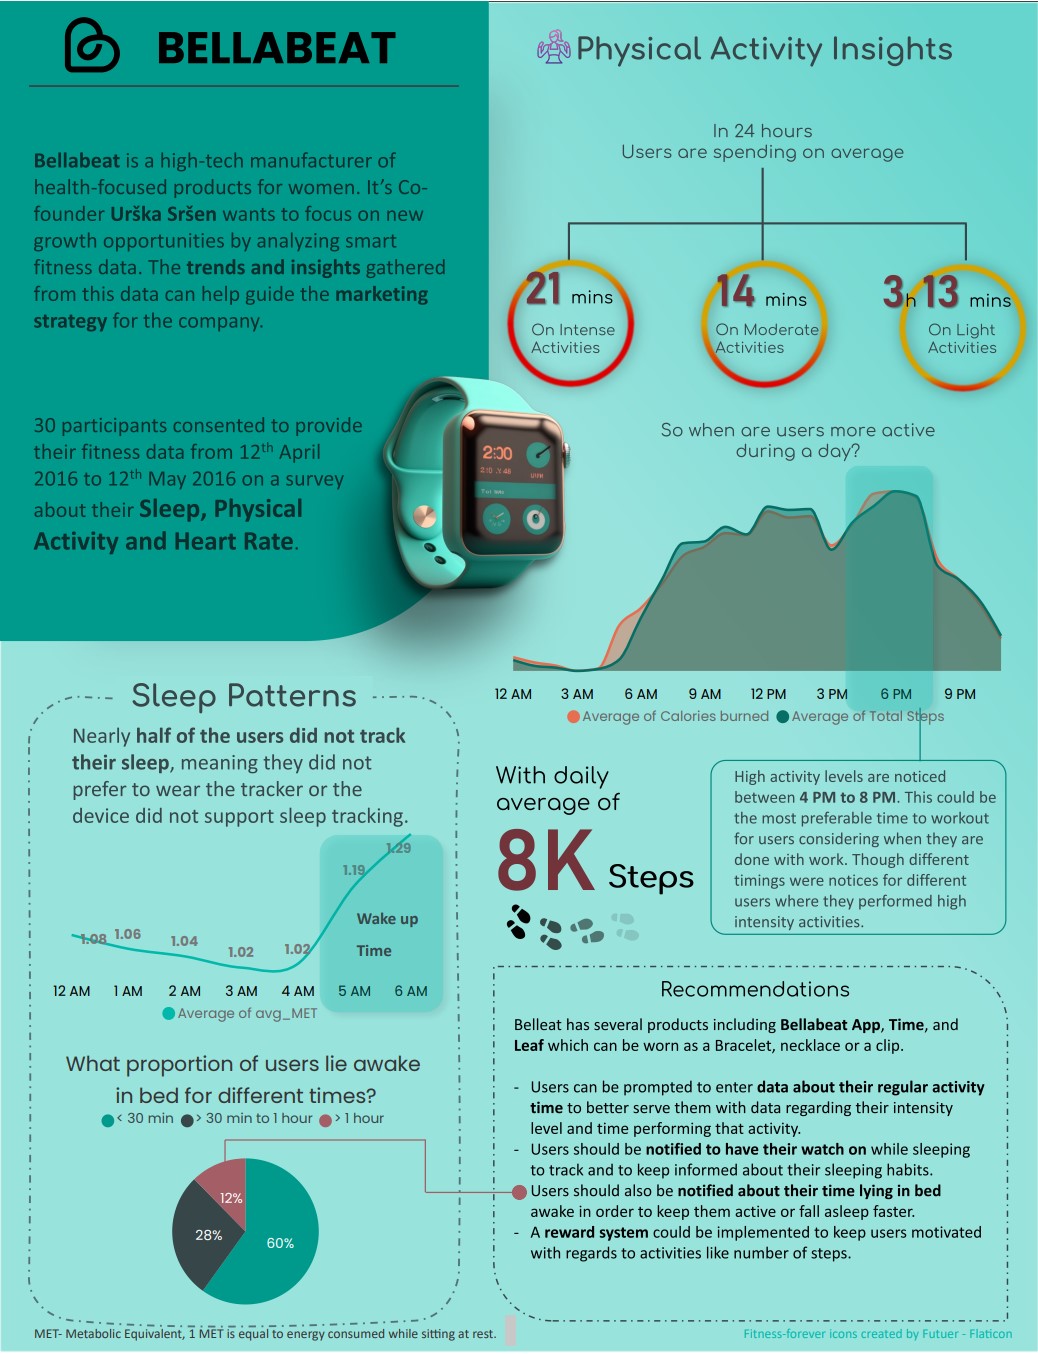 BELLABEAT
Bellabeat is a high-tech manufacturer of
health-focused products for women. It's Co-
founder Urška Sršen wants to focus on new
growth opportunities by analyzing smart
fitness data. The trends and insights gathered
from this data can help guide the marketing
strategy for the company.
30 participants consented to provide
their fitness data from 12th April
2016 to 12th May 2016 on a survey
about their Sleep, Physical
Activity and Heart Rate.
2:00
Physical Activity Insights
In 24 hours
Users are spending on average
21 mins
On Intense
Activities
14 mins
On Moderate
Activities
3h 13 mins
On Light
Activities
So when are users more active
during a day?
12 AM 3 AM 6 AM 9 AM 12 PM 3 PM 6 PM 9 PM
Average of Calories burned Average of Total Steps
With daily
average of
8K Steps
High activity levels are noticed
between 4 PM to 8 PM. This could be
the most preferable time to workout
for users considering when they are
done with work. Though different
timings were notices for different
users where they performed high
intensity activities.
Sleep Patterns
Nearly half of the users did not track
their sleep, meaning they did not
prefer to wear the tracker or the
device did not support sleep tracking.
1.08 1.06 1.04 1.02 1.02 1.19 1.29
Wake up
Time
12 AM 1 AM 2 AM 3 AM 4 AM 5 AM 6 AM
Average of avg_MET
What proportion of users lie awake
in bed for different times?
< 30 min > 30 min to 1 hour > 1 hour
12%
28%
60%
Recommendations
Belleat has several products including Bellabeat App, Time, and
Leaf which can be worn as a Bracelet, necklace or a clip.
- Users can be prompted to enter data about their regular activity
time to better serve them with data regarding their intensity
level and time performing that activity.
- Users should be notified to have their watch on while sleeping
to track and to keep informed about their sleeping habits.
Users should also be notified about their time lying in bed
awake in order to keep them active or fall asleep faster.
- A reward system could be implemented to keep users motivated
with regards to activities like number of steps.
MET- Metabolic Equivalent, 1 MET is equal to energy consumed while sitting at rest.
Fitness-forever icons created by Futuer - Flaticon